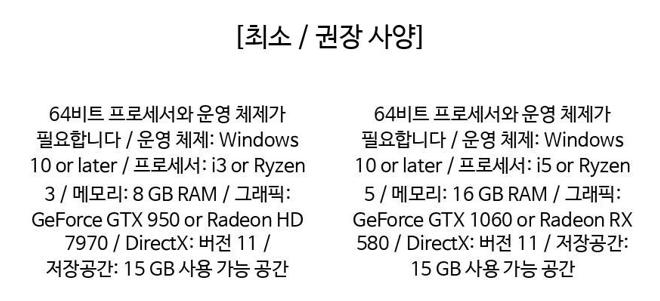 [최소 / 권장 사양]
64비트 프로세서와 운영 체제가
필요합니다 / 운영 체제: Windows
10 or later / 프로세서: i3 or Ryzen
3 / 메모리: 8 GB RAM / 그래픽:
GeForce GTX 950 or Radeon HD
7970 / DirectX: 버전 11 /
저장공간: 15 GB 사용 가능 공간
64비트 프로세서와 운영 체제가
필요합니다 / 운영 체제: Windows
10 or later / 프로세서: i5 or Ryzen
5 / 메모리: 16 GB RAM / 그래픽:
GeForce GTX 1060 or Radeon RX
580 / DirectX: 버전 11 / 저장공간:
15 GB 사용 가능 공간